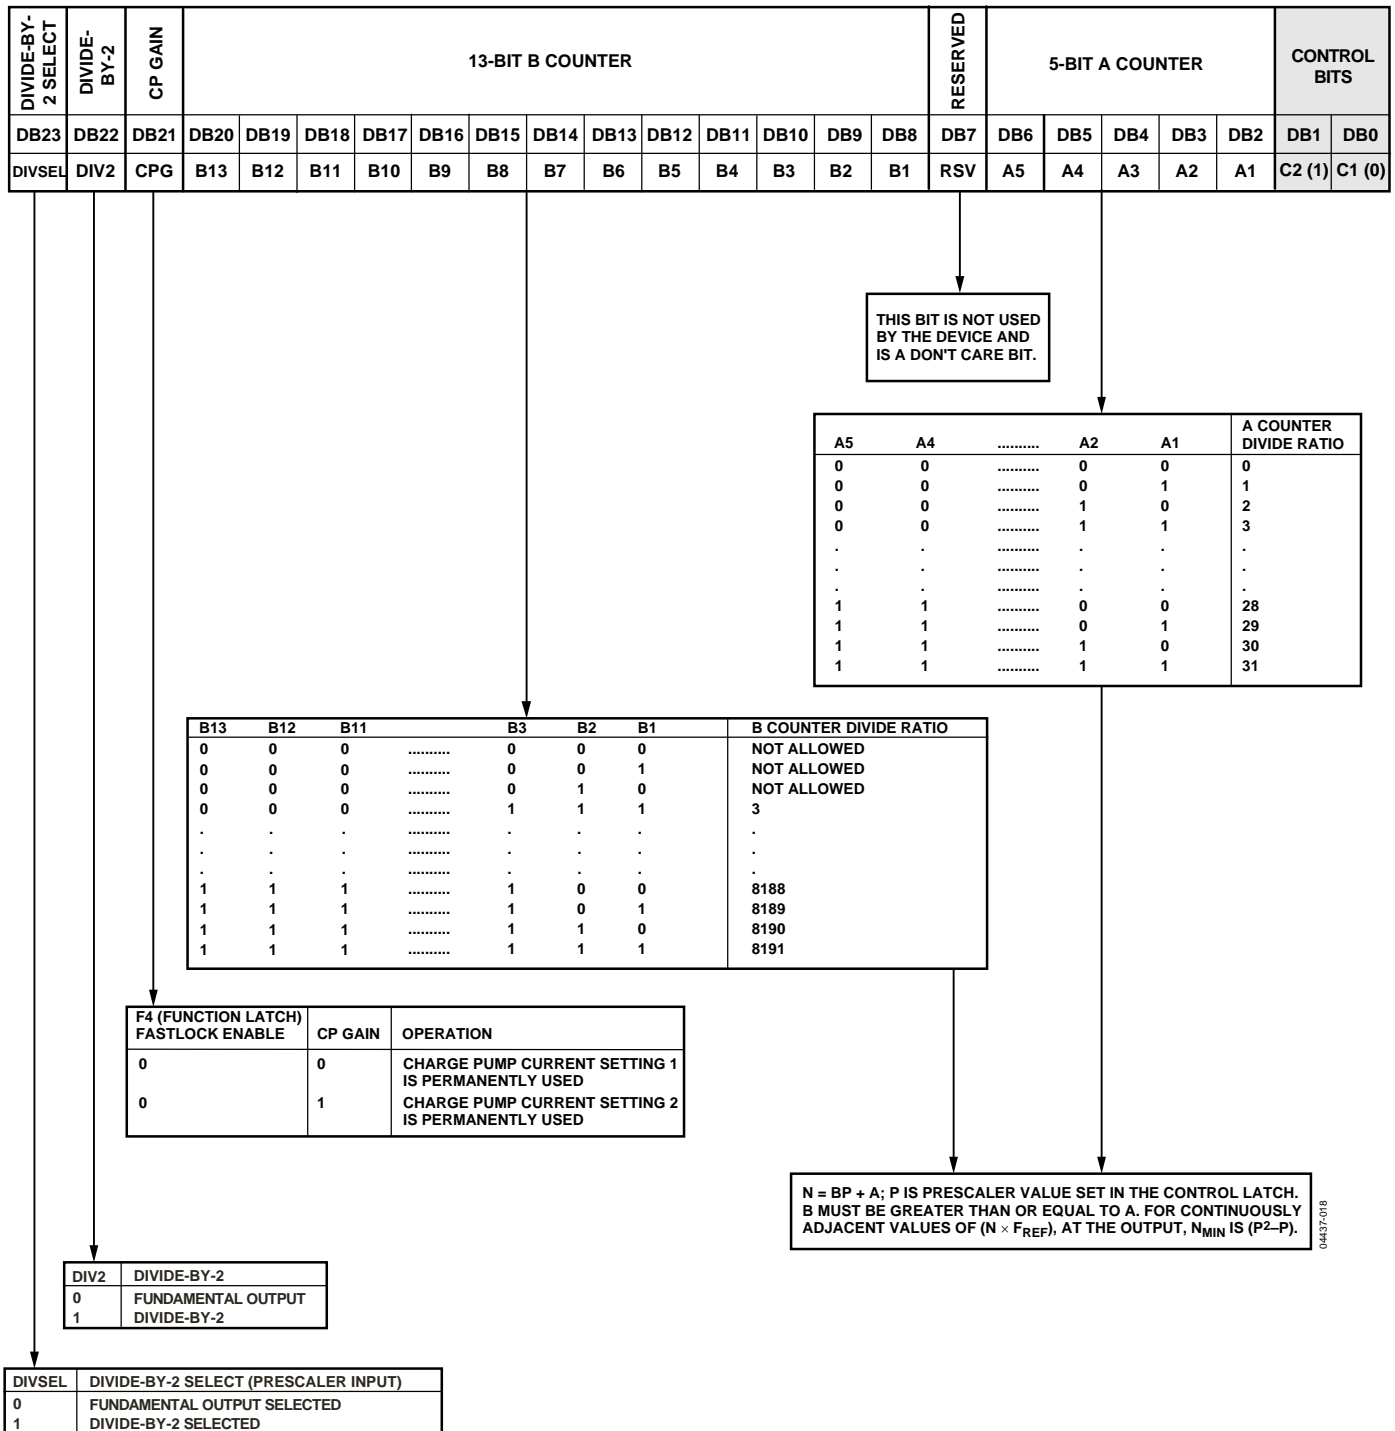 DIVIDE-BY-
2 SELECT
DIVIDE-
BY-2
CP GAIN
13-BIT B COUNTER
RESERVED
5-BIT A COUNTER
CONTROL
BITS
DB23 DB22 DB21 DB20 DB19 DB18 DB17 DB16 DB15 DB14 DB13 DB12 DB11 DB10 DB9 DB8 DB7 DB6 DB5 DB4 DB3 DB2 DB1 DB0
DIVSEL DIV2 CPG B13 B12 B11 B10 B9 B8 B7 B6 B5 B4 B3 B2 B1 RSV A5 A4 A3 A2 A1 C2 (1) C1 (0)
THIS BIT IS NOT USED
BY THE DEVICE AND
IS A DON'T CARE BIT.
A COUNTER
A5 A4 .......... A2 A1 DIVIDE RATIO
0 0 .......... 0 0 0
0 0 .......... 0 1 1
0 0 .......... 1 0 2
0 0 .......... 1 1 3
. . .......... . . .
. . .......... . . .
. . .......... . . .
1 1 .......... 0 0 28
1 1 .......... 0 1 29
1 1 .......... 1 0 30
1 1 .......... 1 1 31
B13 B12 B11 B3 B2 B1 B COUNTER DIVIDE RATIO
0 0 0 .......... 0 0 0 NOT ALLOWED
0 0 0 .......... 0 0 1 NOT ALLOWED
0 0 0 .......... 0 1 0 NOT ALLOWED
0 0 0 .......... 1 1 1 3
. . . .......... . . . .
. . . .......... . . . .
. . . .......... . . . .
1 1 1 .......... 1 0 0 8188
1 1 1 .......... 1 0 1 8189
1 1 1 .......... 1 1 0 8190
1 1 1 .......... 1 1 1 8191
F4 (FUNCTION LATCH)
FASTLOCK ENABLE CP GAIN OPERATION
0 0 CHARGE PUMP CURRENT SETTING 1
IS PERMANENTLY USED
0 1 CHARGE PUMP CURRENT SETTING 2
IS PERMANENTLY USED
N = BP + A; P IS PRESCALER VALUE SET IN THE CONTROL LATCH.
B MUST BE GREATER THAN OR EQUAL TO A. FOR CONTINUOUSLY
ADJACENT VALUES OF (N × FREF), AT THE OUTPUT, NMIN IS (P²–P).
04437-018
DIV2 DIVIDE-BY-2
0 FUNDAMENTAL OUTPUT
1 DIVIDE-BY-2
DIVSEL DIVIDE-BY-2 SELECT (PRESCALER INPUT)
0 FUNDAMENTAL OUTPUT SELECTED
1 DIVIDE-BY-2 SELECTED